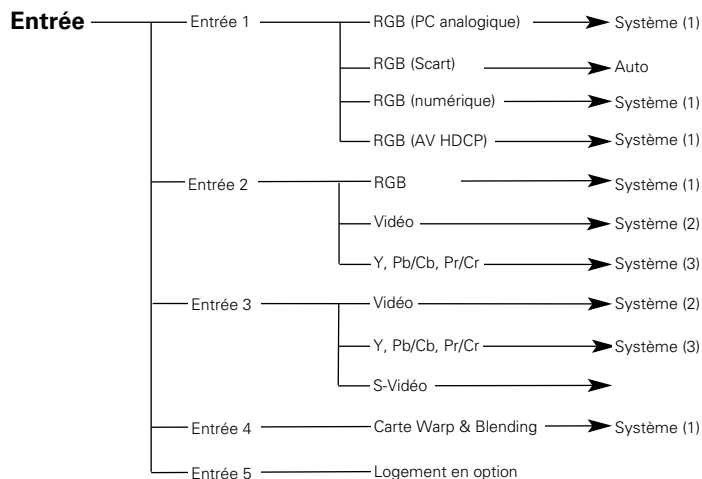 Entrée
Entrée 1
RGB (PC analogique)
Système (1)
RGB (Scart)
Auto
RGB (numérique)
Système (1)
RGB (AV HDCP)
Système (1)
Entrée 2
RGB
Système (1)
Vidéo
Système (2)
Y, Pb/Cb, Pr/Cr
Système (3)
Entrée 3
Vidéo
Système (2)
Y, Pb/Cb, Pr/Cr
Système (3)
S-Vidéo
Entrée 4
Carte Warp & Blending
Système (1)
Entrée 5
Logement en option